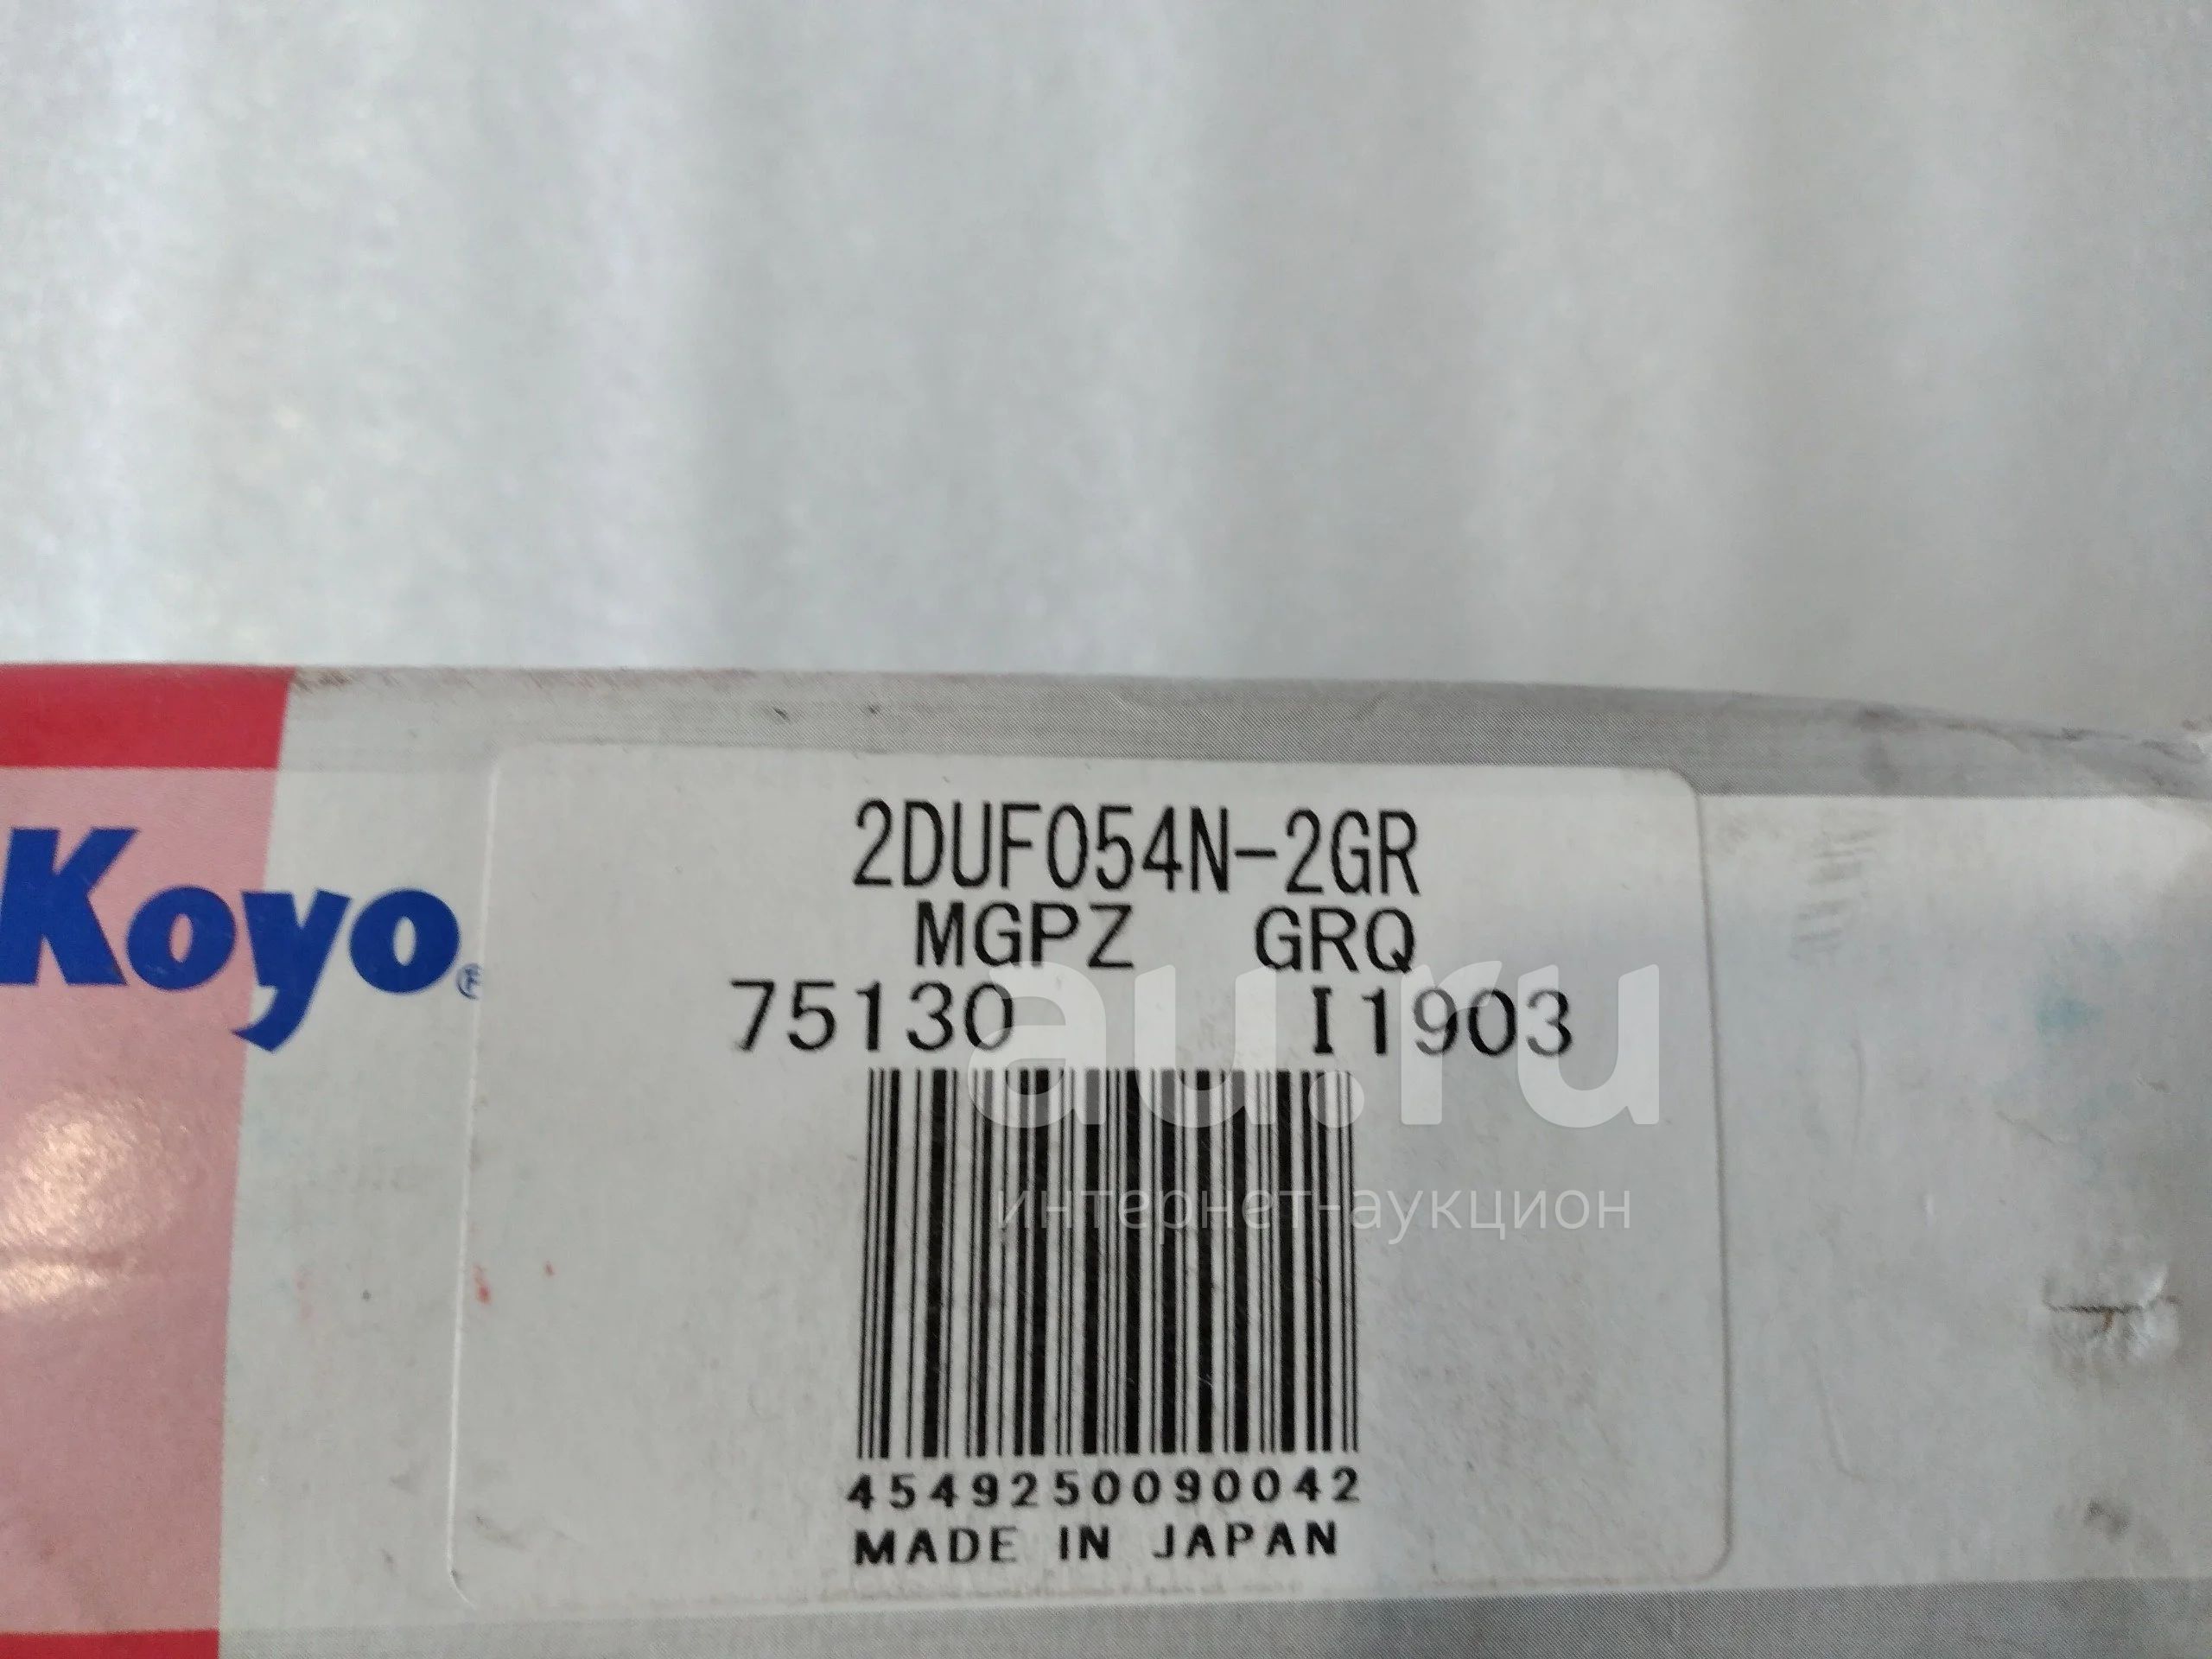 Koyo®
2DUF054N-2GR
MGPZ GRQ
75130 I1903
au.ru
интернет-аукцион
4549250090042
MADE IN JAPAN